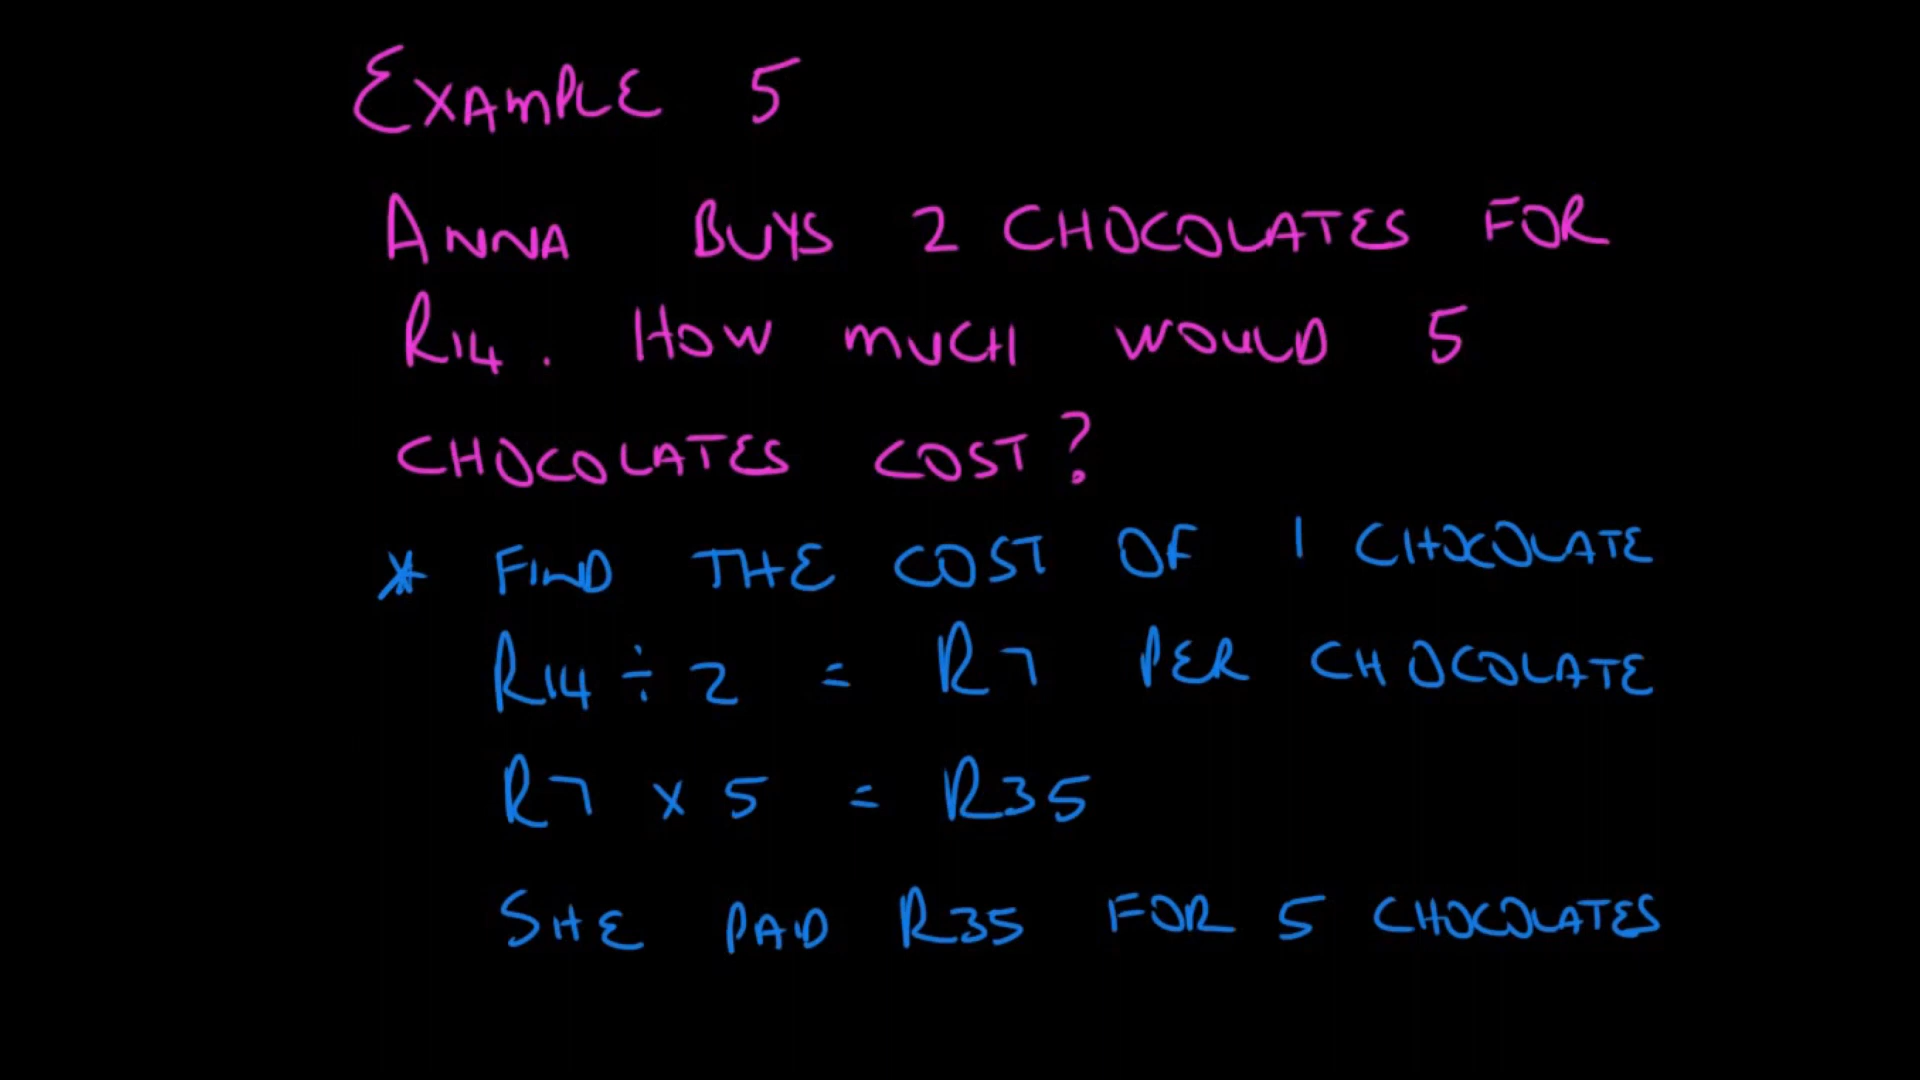 EXAMPLE 5
ANNA BUYS 2 CHOCOLATES FOR
R14. HOW MUCH WOULD 5
CHOCOLATES COST?
* FIND THE COST OF 1 CHOCOLATE
R14 ÷ 2 = R7 PER CHOCOLATE
R7 x 5 = R35
SHE PAID R35 FOR 5 CHOCOLATES